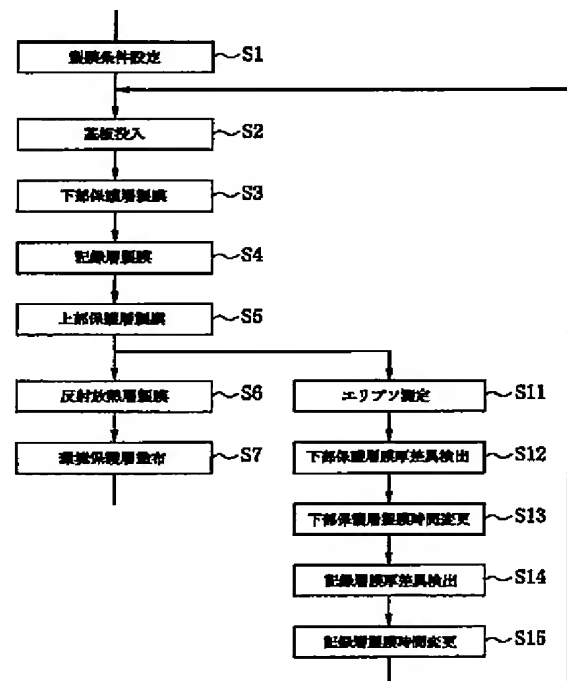 製膜条件設定 S1
基板投入 S2
下部保護層製膜 S3
記録層製膜 S4
上部保護層製膜 S5
反射放熱層製膜 S6
環境保護層塗布 S7
エリプソ測定 S11
下部保護層膜厚差異検出 S12
下部保護層製膜時間変更 S13
記録層膜厚差異検出 S14
記録層製膜時間変更 S15